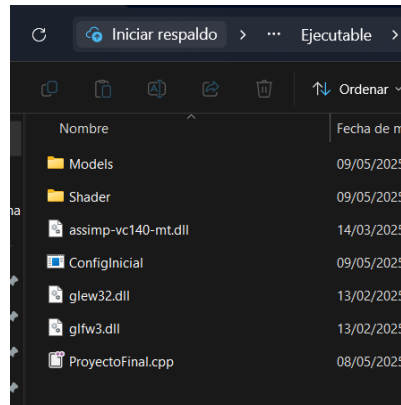 Iniciar respaldo > ... Ejecutable >
Ordenar
Nombre Fecha de m
Models 09/05/2025
Shader 09/05/2025
na
assimp-vc140-mt.dll 14/03/2025
ConfigInicial 09/05/2025
glew32.dll 13/02/2025
glfw3.dll 13/02/2025
ProyectoFinal.cpp 08/05/2025